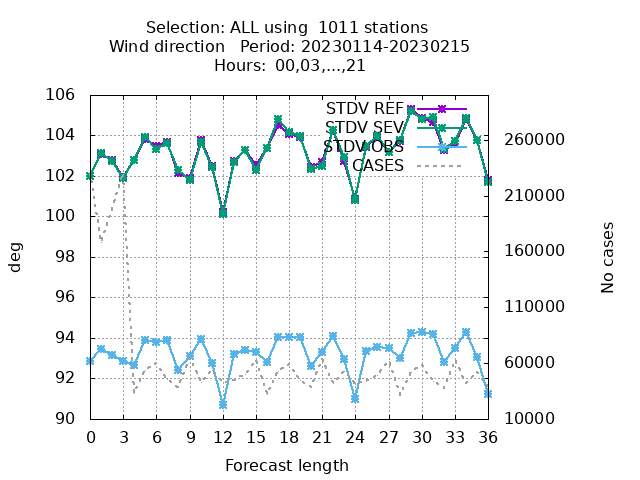 Selection: ALL using  1011 stations
Wind direction   Period: 20230114-20230215
Hours: 00,03,...,21
STDV REF
STDV SEV
STDV OBS
CASES
106
104
102
100
98
96
94
92
90
deg
260000
210000
160000
110000
60000
10000
No cases
0 3 6 9 12 15 18 21 24 27 30 33 36
Forecast length